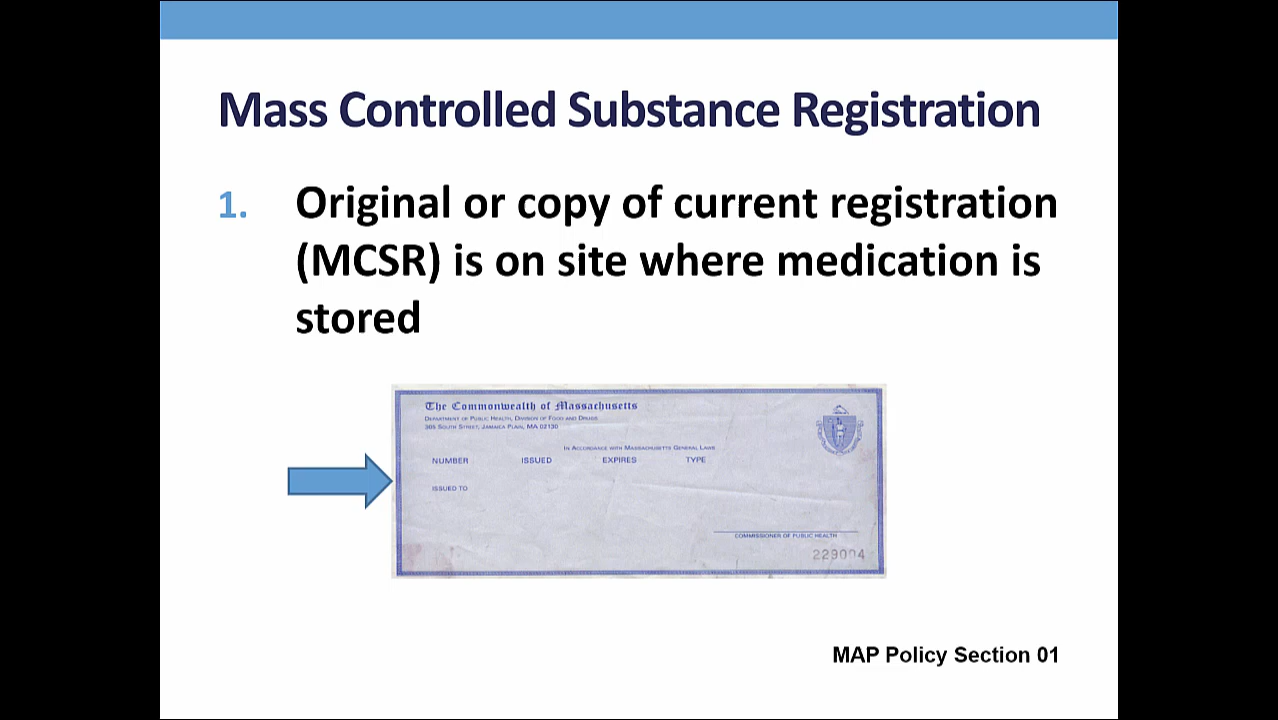 Mass Controlled Substance Registration
1. Original or copy of current registration
(MCSR) is on site where medication is
stored
The Commonwealth of Massachusetts
Department of Public Health, Division of Food and Drugs
305 South Street, Jamaica Plain, MA 02130
In Accordance with Massachusetts General Laws
NUMBER ISSUED EXPIRES TYPE
ISSUED TO
COMMISSIONER OF PUBLIC HEALTH
229004
MAP Policy Section 01